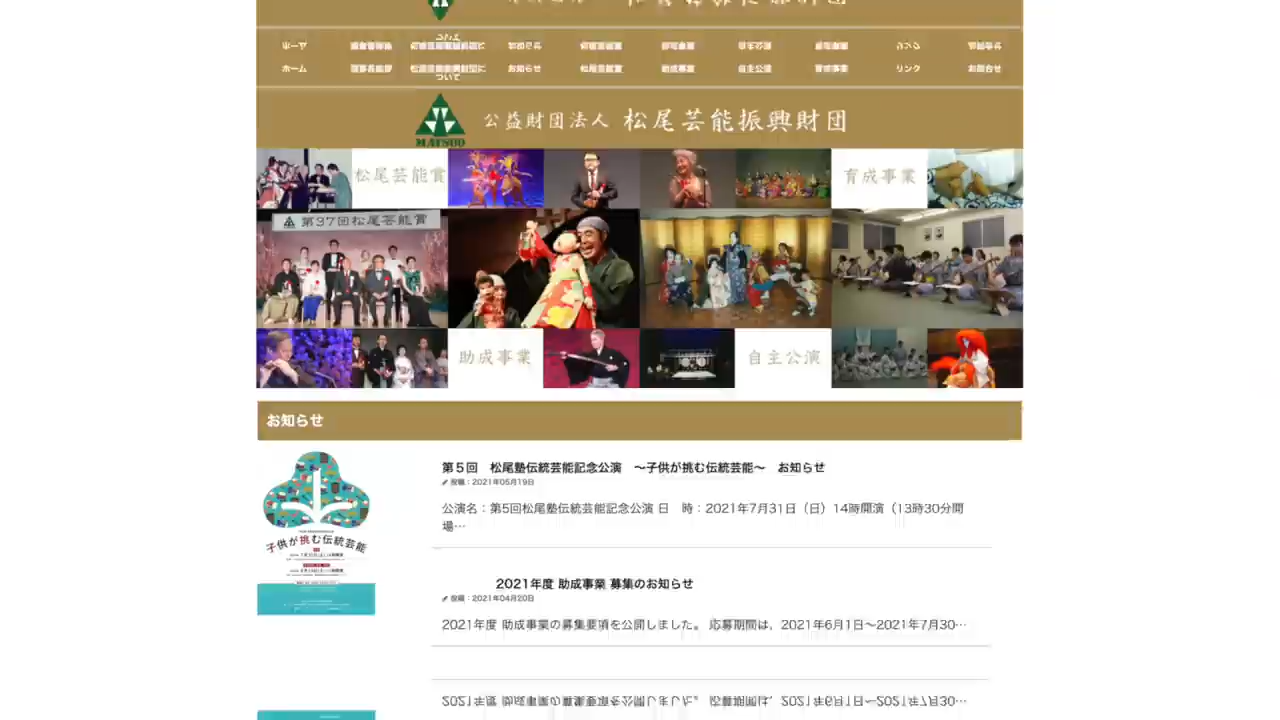 ホーム
松尾芸能賞
松尾芸能振興財団に
ついて
お知らせ
松尾芸能賞
助成事業
自主公演
育成事業
リンク
お問合せ
MATSUO
公益財団法人 松尾芸能振興財団
松尾芸能賞
育成事業
第37回松尾芸能賞
助成事業
自主公演
お知らせ
子供が挑む伝統芸能
第5回 松尾塾伝統芸能記念公演 〜子供が挑む伝統芸能〜 お知らせ
投稿：2021年05月19日
公演名：第5回松尾塾伝統芸能記念公演 日 時：2021年7月31日（日）14時開演（13時30分開
場…
2021年度 助成事業 募集のお知らせ
投稿：2021年04月20日
2021年度 助成事業の募集要項を公開しました。 応募期間は、2021年6月1日〜2021年7月30…